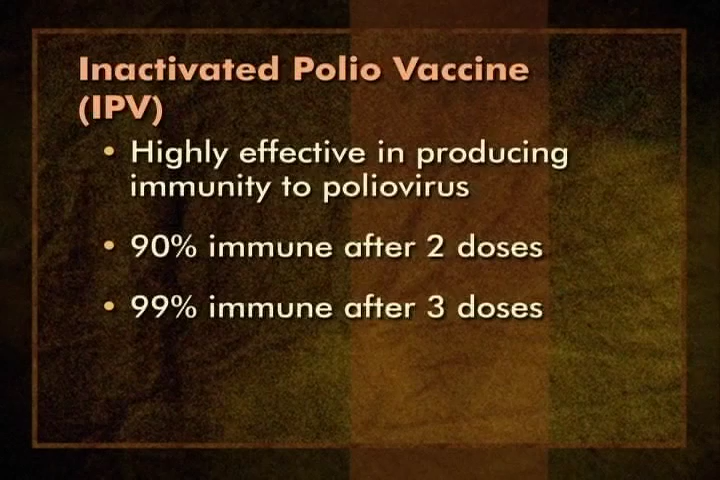 Inactivated Polio Vaccine
(IPV)
• Highly effective in producing
immunity to poliovirus
• 90% immune after 2 doses
• 99% immune after 3 doses